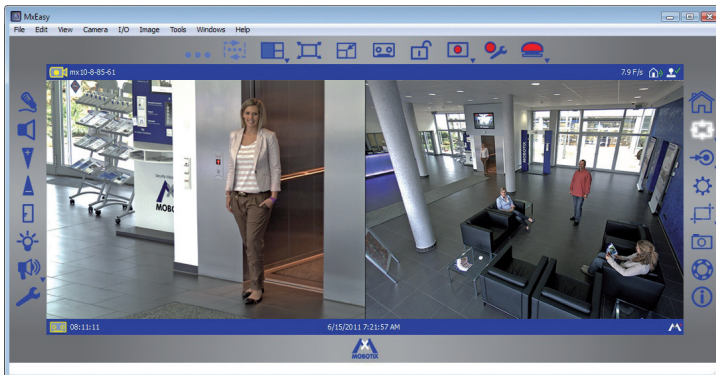 MxEasy
File Edit View Camera I/O Image Tools Windows Help
mx10-8-85-61 7.9 F/s
MOBOTIX
08:11:11 6/15/2011 7:21:57 AM
MOBOTIX